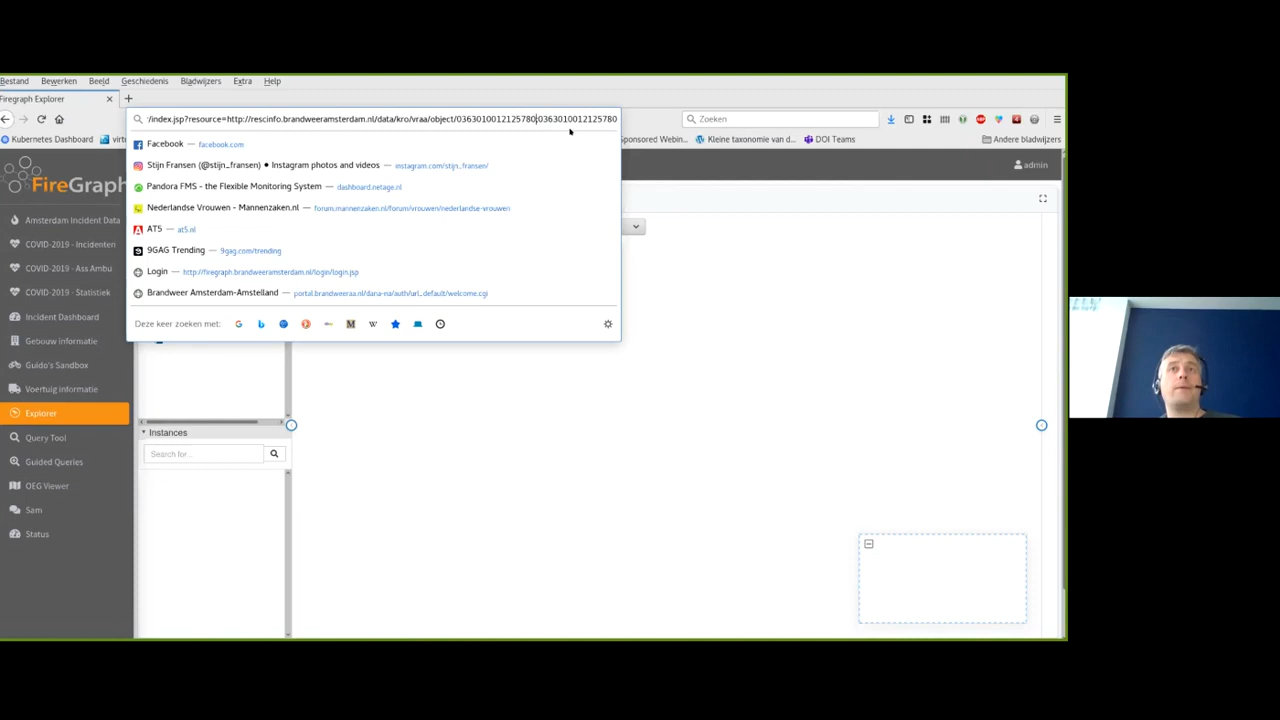 Bestand Bewerken Beeld Geschiedenis Bladwijzers Extra Help
Firegraph Explorer
/index.jsp?resource=http://rescinfo.brandweeramsterdam.nl/data/kro/vraa/object/0363010012125780;0363010012125780
Zoeken
Kubernetes Dashboard
Sponsored Webin...
Kleine taxonomie van d...
DOI Teams
Andere bladwijzers
FireGraph
admin
Facebook — facebook.com
Stijn Fransen (@stijn_fransen) • Instagram photos and videos — instagram.com/stijn_fransen/
Pandora FMS - the Flexible Monitoring System — dashboard.netage.nl
Nederlandse Vrouwen - Mannenzaken.nl — forum.mannenzaken.nl/forum/vrouwen/nederlandse-vrouwen
AT5 — at5.nl
9GAG Trending — 9gag.com/trending
Login — http://firegraph.brandweeramsterdam.nl/login/login.jsp
Brandweer Amsterdam-Amstelland — portal.brandweeraa.nl/dana-na/auth/url_default/welcome.cgi
Deze keer zoeken met:
Amsterdam Incident Data
COVID-2019 - Incidenten
COVID-2019 - Ass Ambu
COVID-2019 - Statistiek
Incident Dashboard
Gebouw informatie
Guido's Sandbox
Voertuig informatie
Explorer
Query Tool
Guided Queries
OEG Viewer
Sam
Status
Instances
Search for...